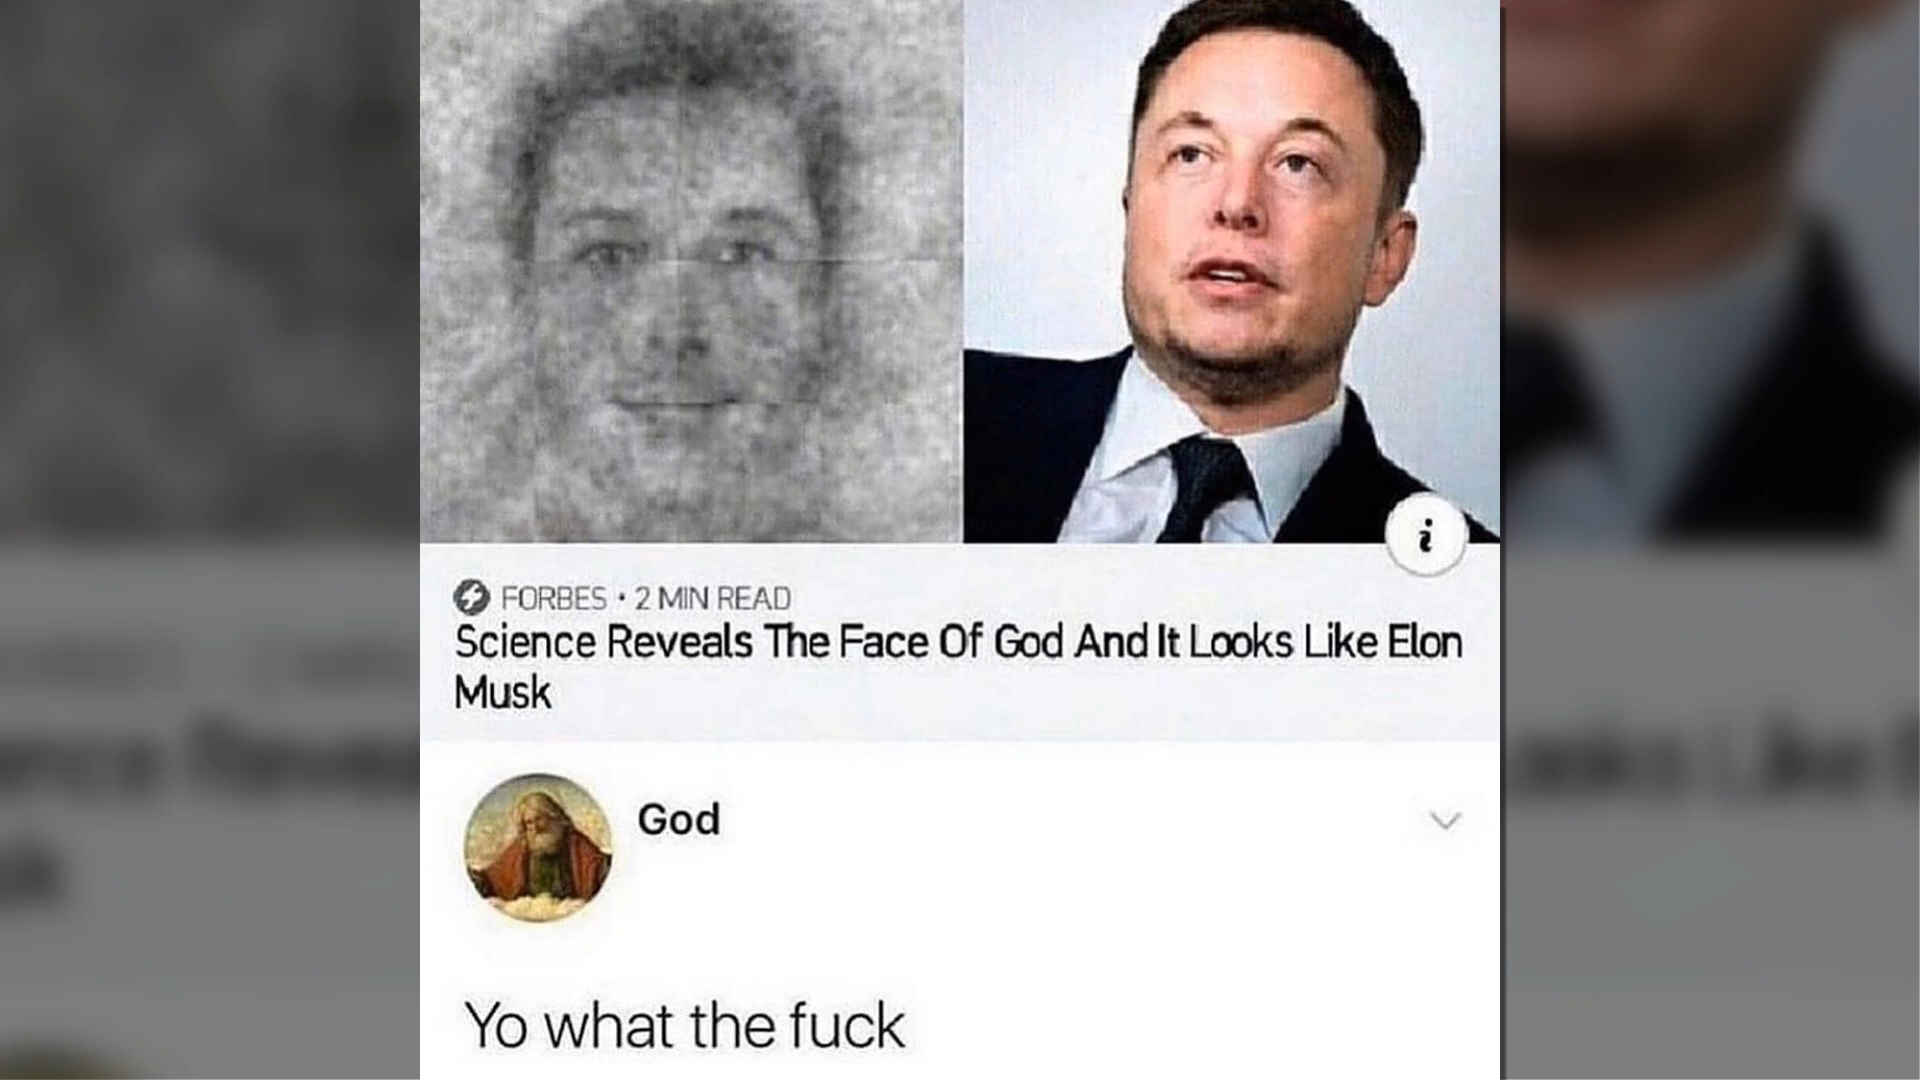 FORBES • 2 MIN READ
Science Reveals The Face Of God And It Looks Like Elon
Musk
God
Yo what the fuck